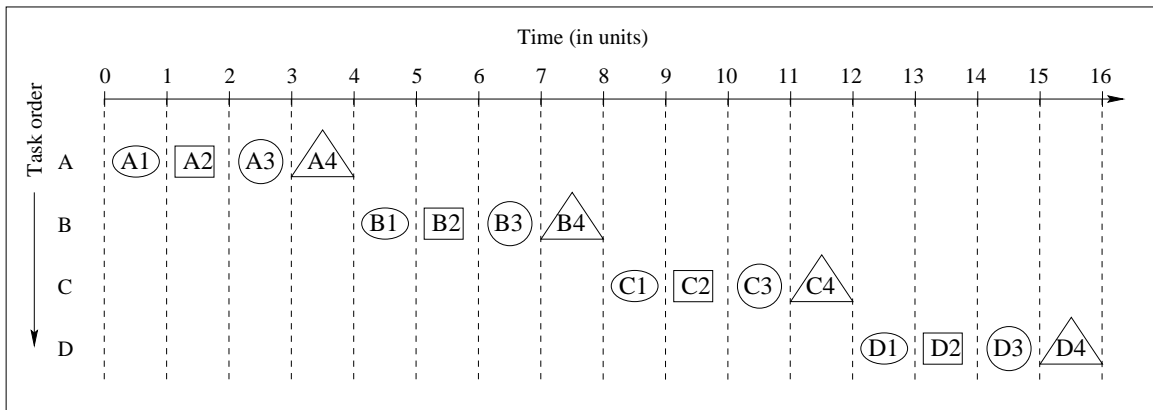 Time (in units)
0 1 2 3 4 5 6 7 8 9 10 11 12 13 14 15 16
Task order
A A1 A2 A3 A4
B B1 B2 B3 B4
C C1 C2 C3 C4
D D1 D2 D3 D4